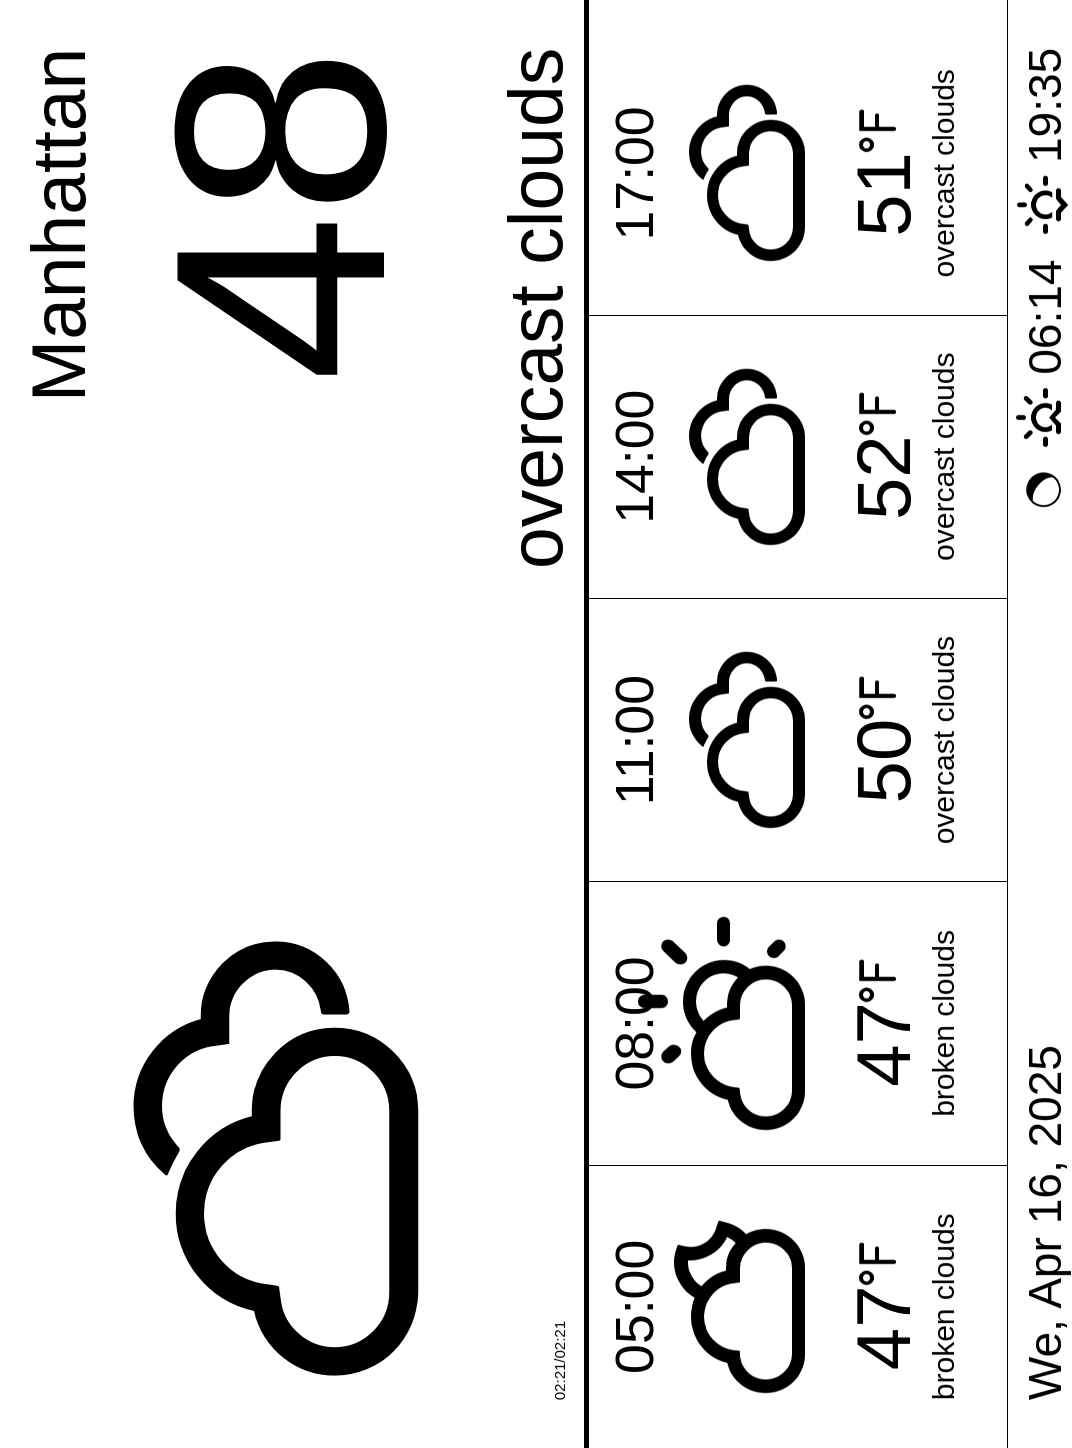 Manhattan
48
overcast clouds
02:21/02:21
05:00
47°F
broken clouds
08:00
47°F
broken clouds
11:00
50°F
overcast clouds
14:00
52°F
overcast clouds
17:00
51°F
overcast clouds
We, Apr 16, 2025
06:14
19:35